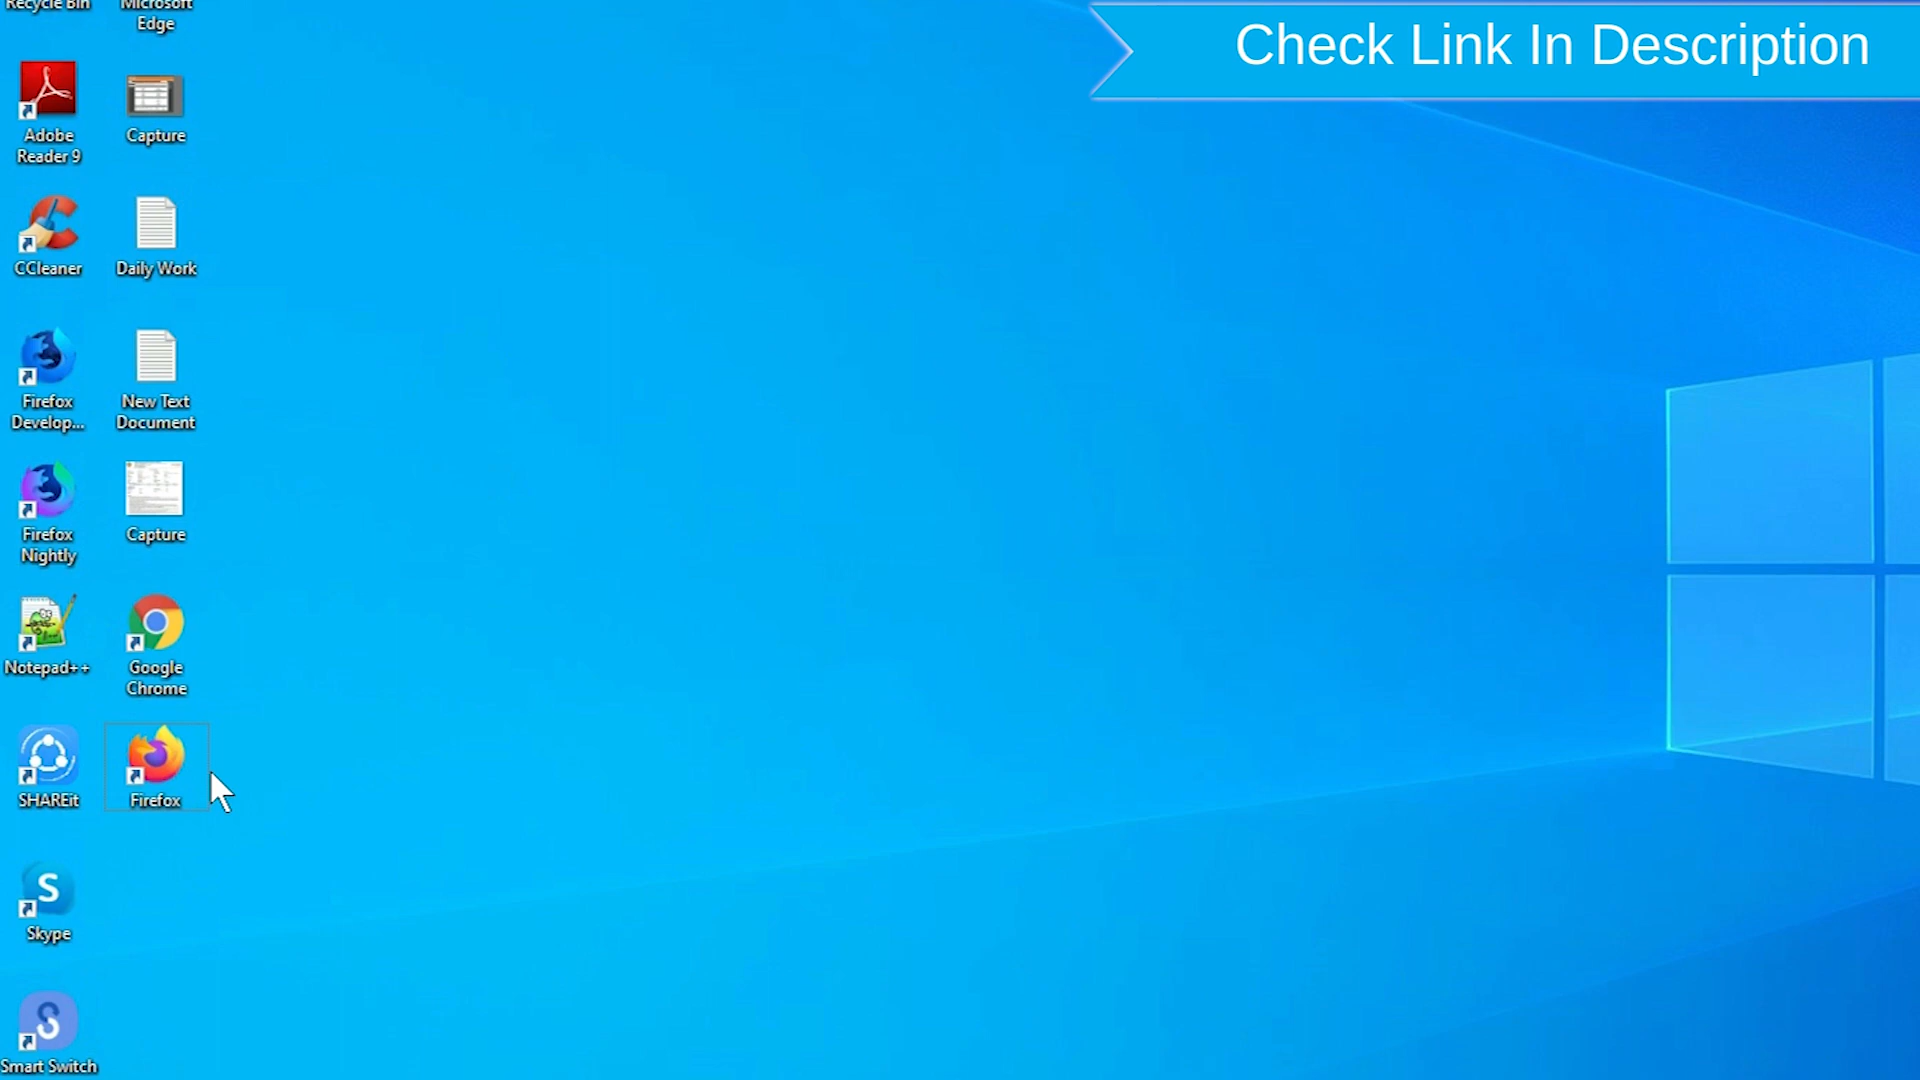 Recycle Bin
Microsoft
Edge
Check Link In Description
Adobe
Reader 9
Capture
CCleaner
Daily Work
Firefox
Develop...
New Text
Document
Firefox
Nightly
Capture
Notepad++
Google
Chrome
SHAREit
Firefox
Skype
Smart Switch